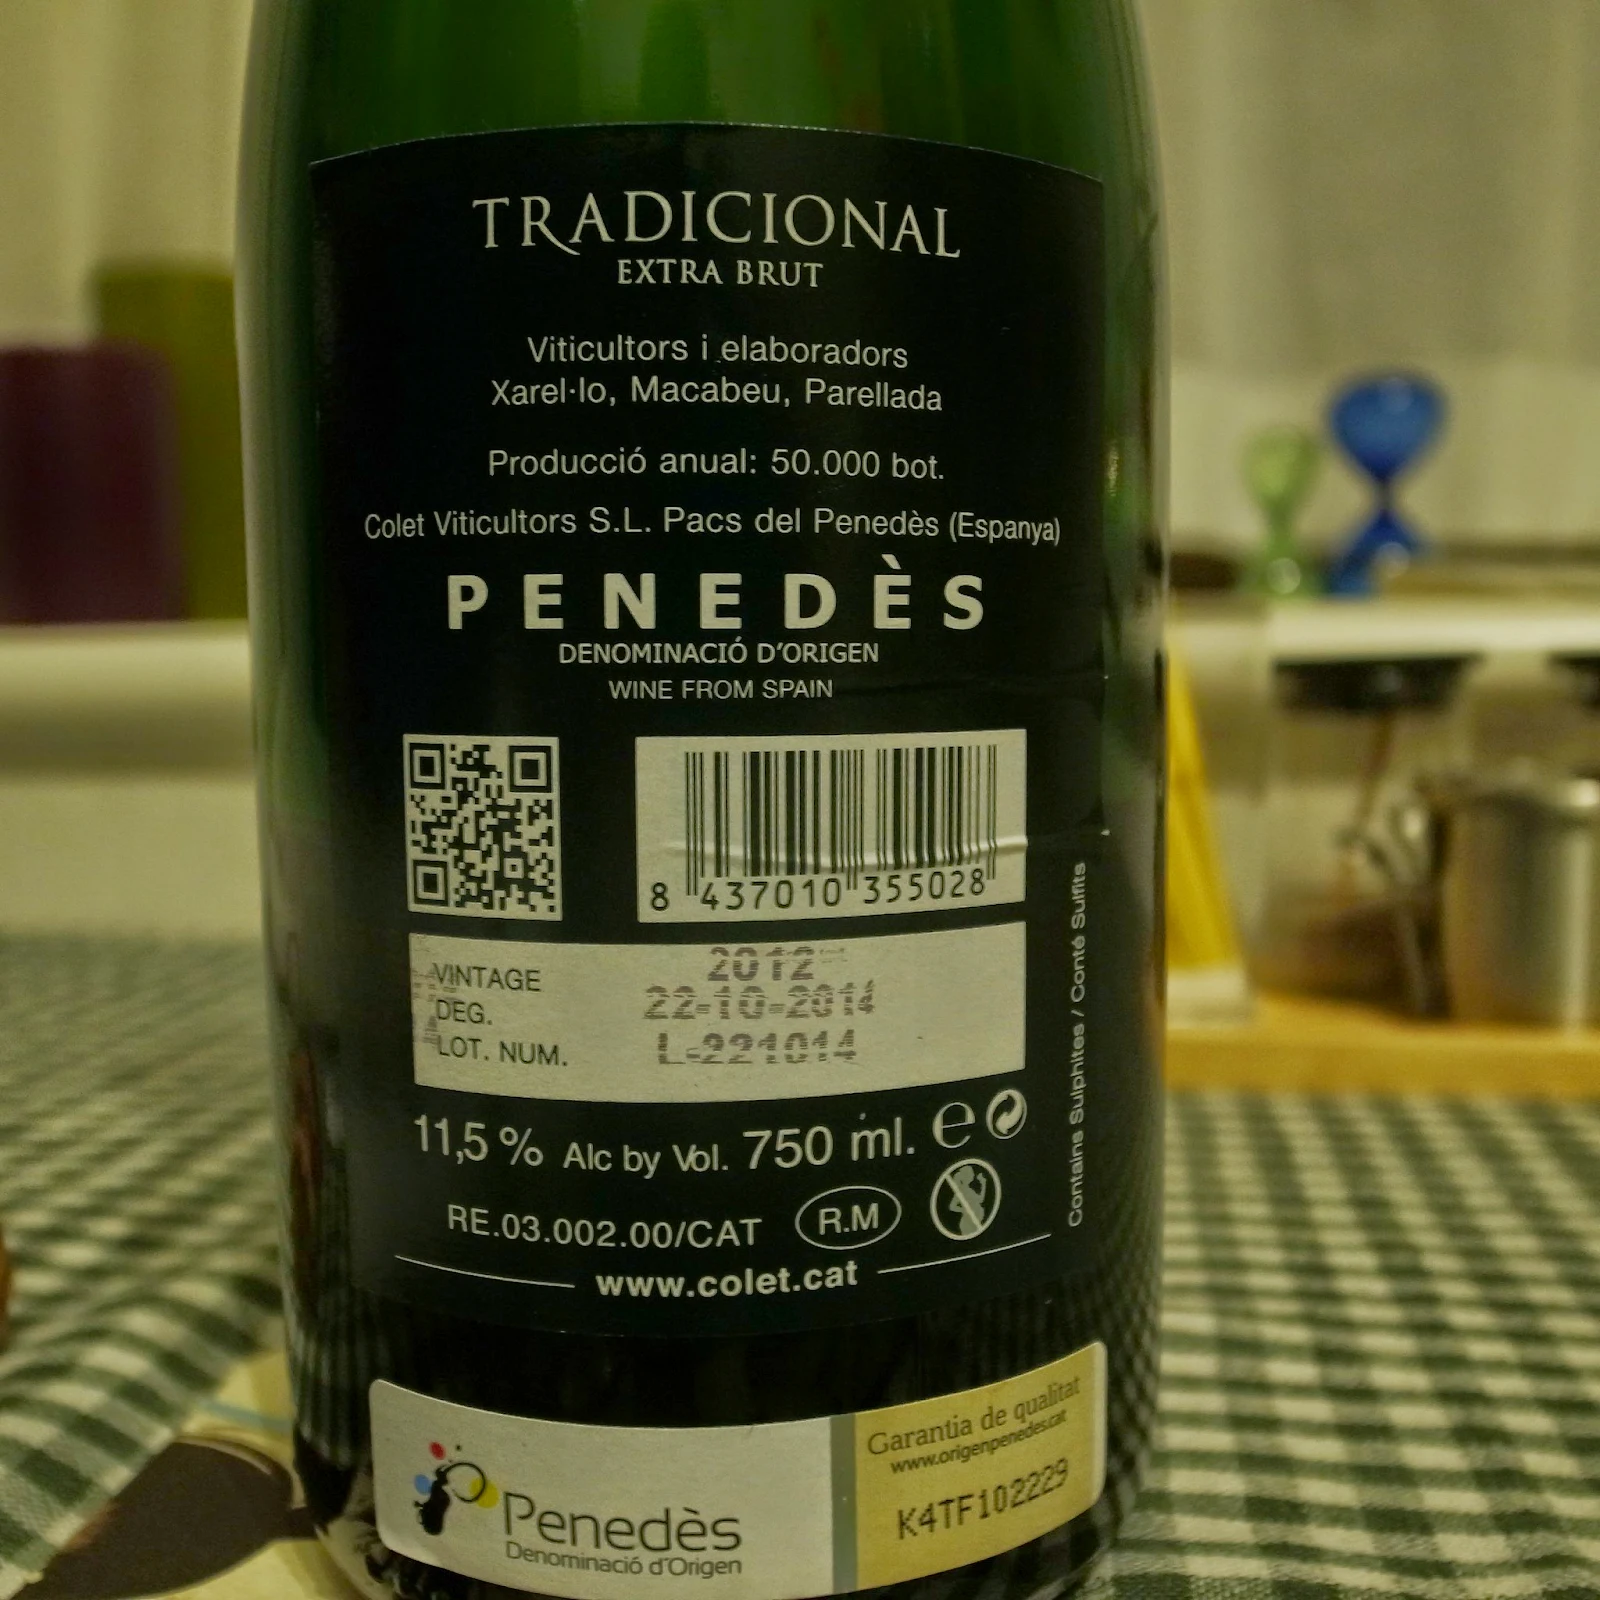 TRADICIONAL
EXTRA BRUT
Viticultors i elaboradors
Xarel·lo, Macabeu, Parellada
Producció anual: 50.000 bot.
Colet Viticultors S.L. Pacs del Penedès (Espanya)
PENEDÈS
DENOMINACIÓ D'ORIGEN
WINE FROM SPAIN
8 437010 355028
VINTAGE 2012
DEG. 22-10-2014
LOT. NUM. L-221014
Contains Sulphites / Conté Sulfits
11,5 % Alc by Vol. 750 ml. e
RE.03.002.00/CAT R.M
www.colet.cat
Penedès
Denominació d'Origen
Garantia de qualitat
www.origenpenedes.cat
K4TF102229